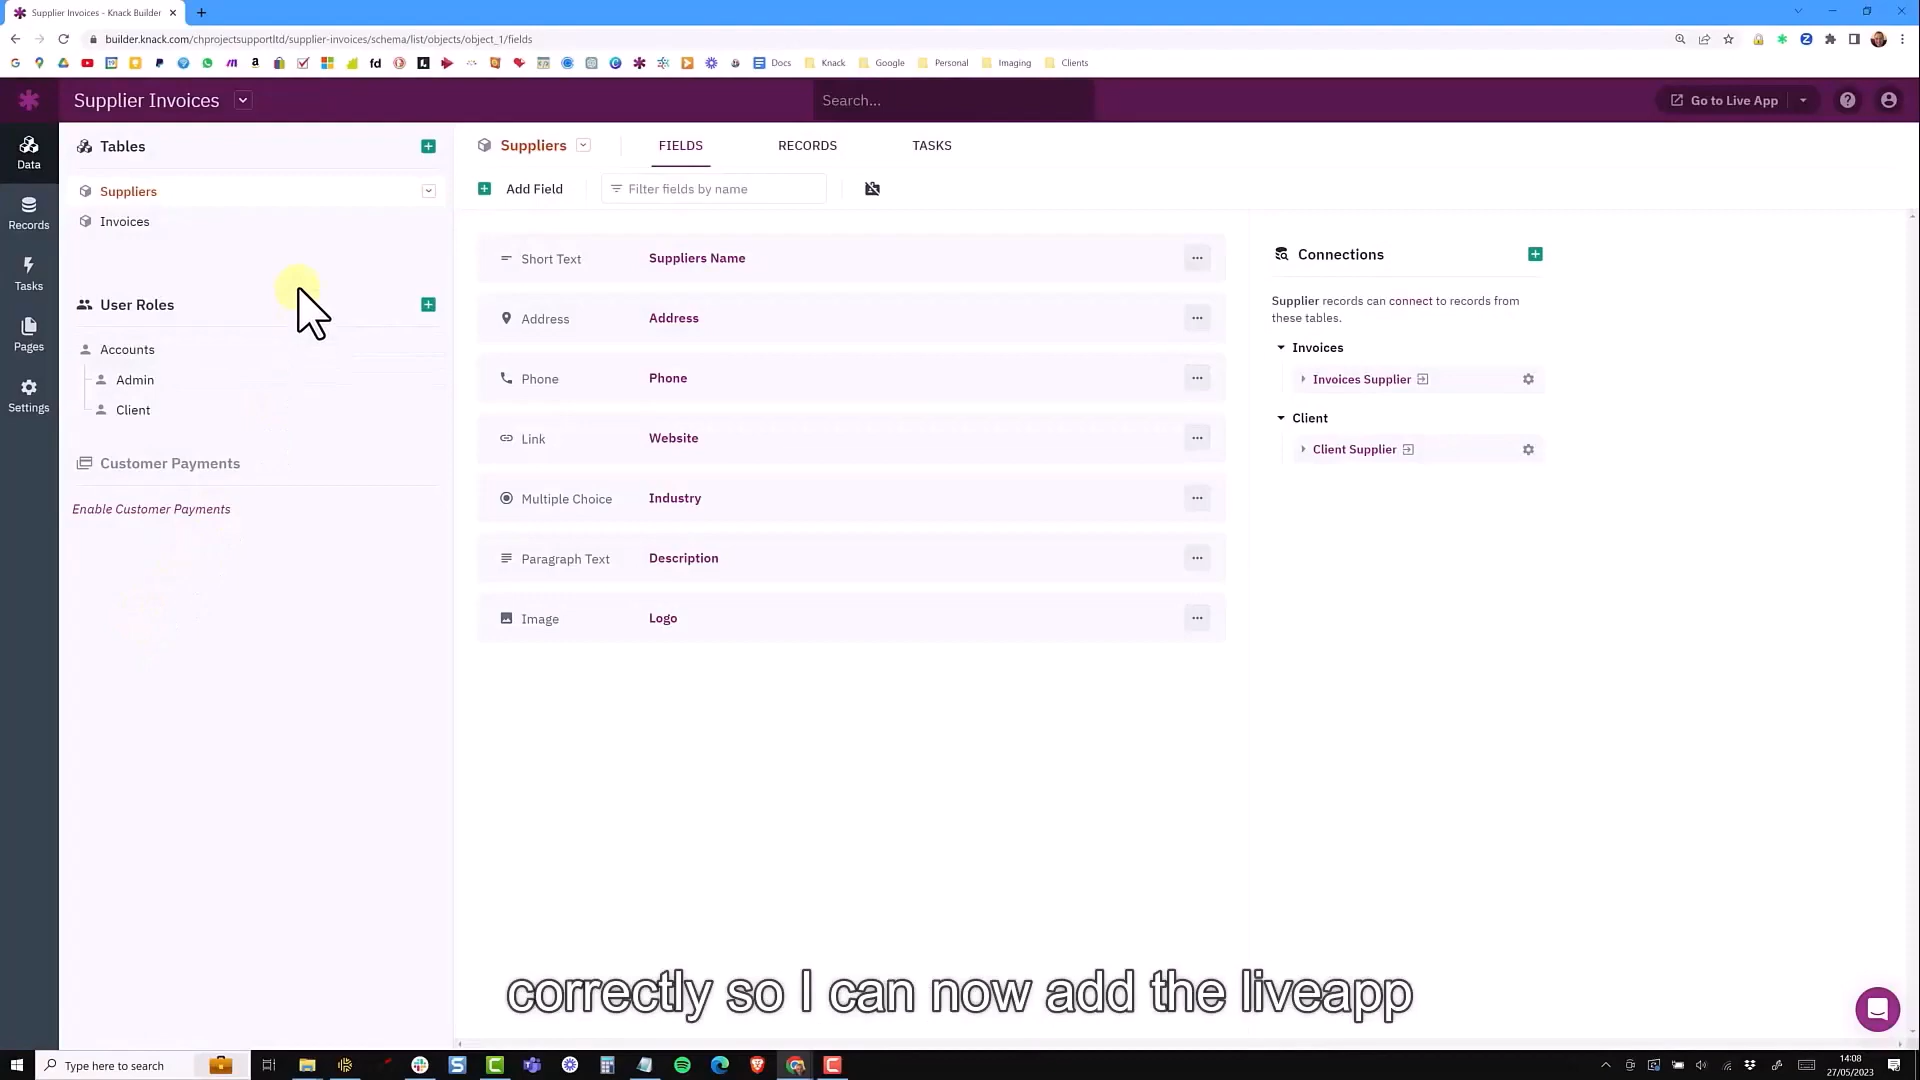 Supplier Invoices - Knack Builder
builder.knack.com/chprojectsupportltd/supplier-invoices/schema/list/objects/object_1/fields
Docs Knack Google Personal Imaging Clients
Supplier Invoices
Search...
Go to Live App
Data
Records
Tasks
Pages
Settings
Tables
Suppliers
Invoices
User Roles
Accounts
Admin
Client
Customer Payments
Enable Customer Payments
Suppliers FIELDS RECORDS TASKS
Add Field Filter fields by name
Short Text Suppliers Name
Address Address
Phone Phone
Link Website
Multiple Choice Industry
Paragraph Text Description
Image Logo
Connections
Supplier records can connect to records from
these tables.
Invoices
Invoices Supplier
Client
Client Supplier
correctly so I can now add the liveapp
Type here to search
14:08
27/05/2023